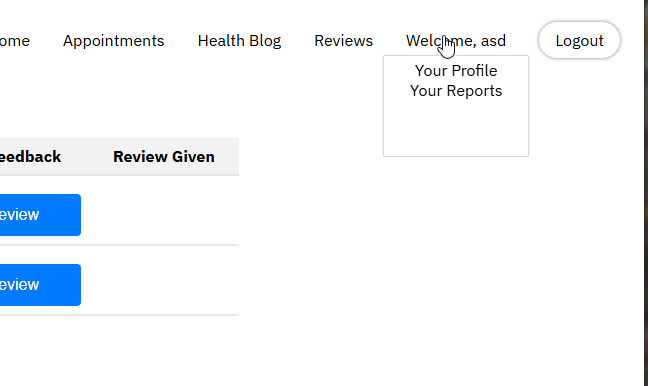 ome Appointments Health Blog Reviews Welcome, asd Logout
Your Profile
Your Reports
eedback Review Given
eview
eview